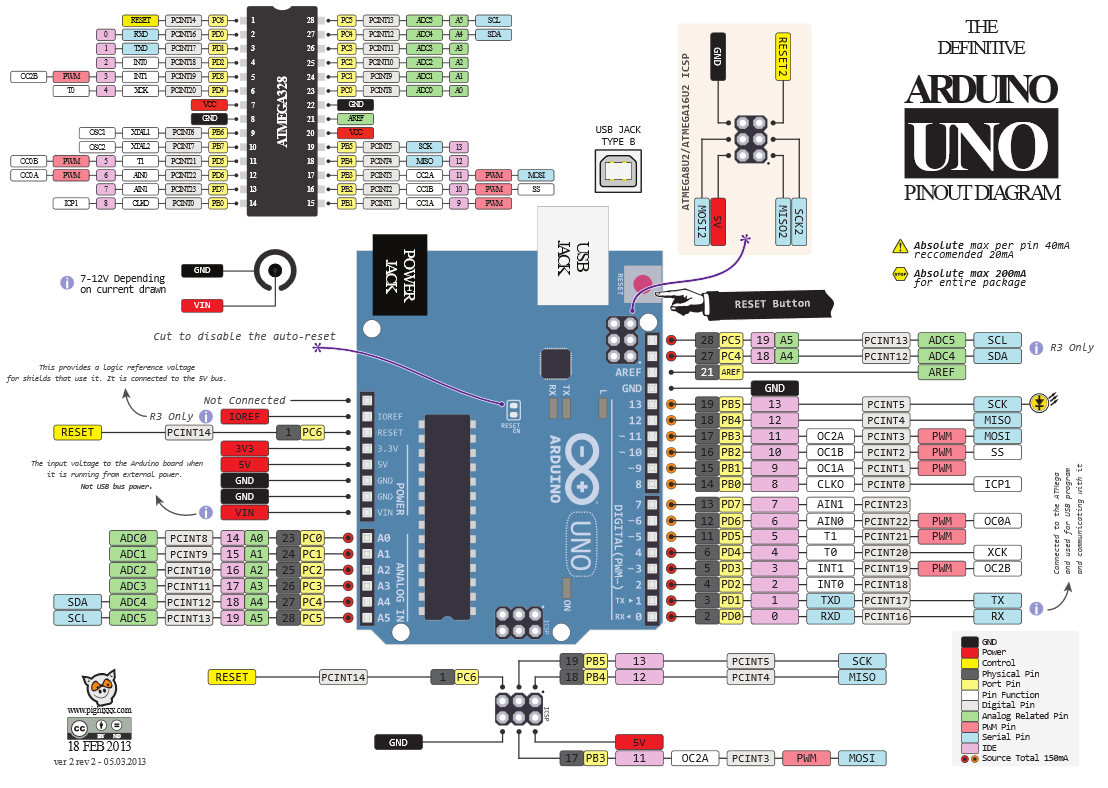 THE
DEFINITIVE
ARDUINO
UNO
PINOUT DIAGRAM
RESET PCINT14 PC6 1 28 PC5 PCINT13 ADC5 A5 SCL
0 RXD PCINT16 PD0 2 27 PC4 PCINT12 ADC4 A4 SDA
1 TXD PCINT17 PD1 3 26 PC3 PCINT11 ADC3 A3
2 INT0 PCINT18 PD2 4 25 PC2 PCINT10 ADC2 A2
OC2B PWM 3 INT1 PCINT19 PD3 5 24 PC1 PCINT9 ADC1 A1
T0 4 XCK PCINT20 PD4 6 23 PC0 PCINT8 ADC0 A0
VCC 7 22 GND
GND 8 21 AREF
OSC1 XTAL1 PCINT6 PB6 9 20 VCC
OSC2 XTAL2 PCINT7 PB7 10 19 PB5 PCINT5 SCK 13
OC0B PWM 5 T1 PCINT21 PD5 11 18 PB4 PCINT4 MISO 12
OC0A PWM 6 AIN0 PCINT22 PD6 12 17 PB3 PCINT3 OC2A 11 PWM MOSI
7 AIN1 PCINT23 PD7 13 16 PB2 PCINT2 OC1B 10 PWM SS
ICP1 8 CLKO PCINT0 PB0 14 15 PB1 PCINT1 OC1A 9 PWM
ATMEGA328
USB JACK
TYPE B
ATMEGA8U2/ATMEGA16U2 ICSP
GND
RESET2
MOSI2
5V
MISO2
SCK2
Absolute max per pin 40mA
reccomended 20mA
STOP
Absolute max 200mA
for entire package
GND
VIN
7-12V Depending
on current drawn
POWER
JACK
USB
JACK
RESET
RESET Button
Cut to disable the auto-reset
This provides a logic reference voltage
for shields that use it. It is connected to the 5V bus.
Not Connected
R3 Only IOREF
RESET PCINT14 1 PC6
3V3
5V
GND
GND
VIN
The input voltage to the Arduino board when
it is running from external power.
Not USB bus power.
ADC0 PCINT8 14 A0 23 PC0
ADC1 PCINT9 15 A1 24 PC1
ADC2 PCINT10 16 A2 25 PC2
ADC3 PCINT11 17 A3 26 PC3
SDA ADC4 PCINT12 18 A4 27 PC4
SCL ADC5 PCINT13 19 A5 28 PC5
IOREF
RESET
3.3V
5V
GND
GND
VIN
POWER
A0
A1
A2
A3
A4
A5
ANALOG IN
RESET
EN
RX
TX
L
ARDUINO
UNO
ON
ICSP
AREF
GND
13
12
~ 11
~ 10
~9
8
7
~6
~5
4
~3
2
TX ▸ 1
RX ◂ 0
DIGITAL(PWM~)
28 PC5 19 A5 PCINT13 ADC5 SCL
27 PC4 18 A4 PCINT12 ADC4 SDA
R3 Only
21 AREF AREF
GND
19 PB5 13 PCINT5 SCK
18 PB4 12 PCINT4 MISO
17 PB3 11 OC2A PCINT3 PWM MOSI
16 PB2 10 OC1B PCINT2 PWM SS
15 PB1 9 OC1A PCINT1 PWM
14 PB0 8 CLKO PCINT0 ICP1
13 PD7 7 AIN1 PCINT23
12 PD6 6 AIN0 PCINT22 PWM OC0A
11 PD5 5 T1 PCINT21 PWM
6 PD4 4 T0 PCINT20 XCK
5 PD3 3 INT1 PCINT19 PWM OC2B
4 PD2 2 INT0 PCINT18
3 PD1 1 TXD PCINT17 TX
2 PD0 0 RXD PCINT16 RX
Connected to the ATMega
and used for USB program
and communicating with it
19 PB5 13 PCINT5 SCK
18 PB4 12 PCINT4 MISO
RESET PCINT14 1 PC6
ICSP
GND
5V
17 PB3 11 OC2A PCINT3 PWM MOSI
GND
Power
Control
Physical Pin
Port Pin
Pin Function
Digital Pin
Analog Related Pin
PWM Pin
Serial Pin
IDE
Source Total 150mA
www.pighixxx.com
cc
BY ND
18 FEB 2013
ver 2 rev 2 - 05.03.2013